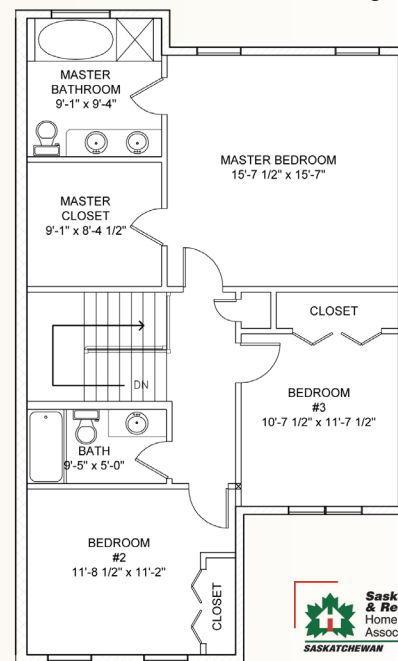 MASTER
BATHROOM
9'-1" x 9'-4"
MASTER BEDROOM
15'-7 1/2" x 15'-7"
MASTER
CLOSET
9'-1" x 8'-4 1/2"
CLOSET
DN
BEDROOM
#3
10'-7 1/2" x 11'-7 1/2"
BATH
9'-5" x 5'-0"
BEDROOM
#2
11'-8 1/2" x 11'-2"
CLOSET
Sask
& Re
Home
Assoc
SASKATCHEWAN